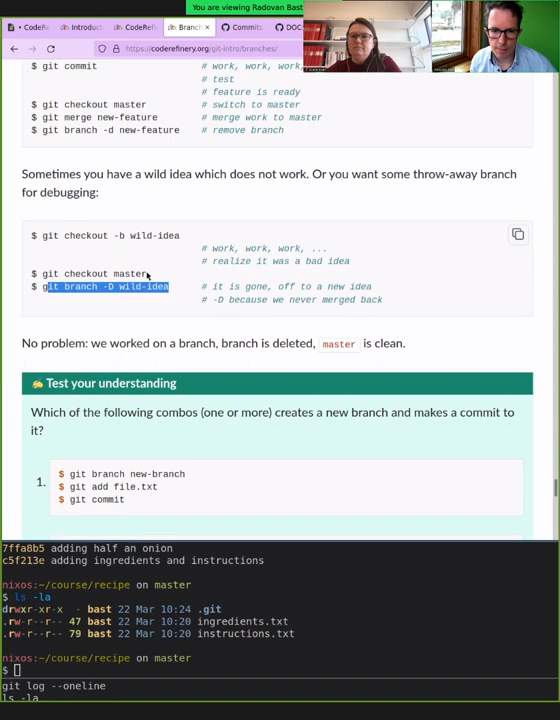 You are viewing Radovan Bast
CodeRe
Introduct
CodeRefi
Branch
Commits
DOC
https://coderefinery.org/git-intro/branches/
$ git commit # work, work, work,
# test
# feature is ready
$ git checkout master # switch to master
$ git merge new-feature # merge work to master
$ git branch -d new-feature # remove branch
Sometimes you have a wild idea which does not work. Or you want some throw-away branch
for debugging:
$ git checkout -b wild-idea
# work, work, work, ...
# realize it was a bad idea
$ git checkout master
$ git branch -D wild-idea # it is gone, off to a new idea
# -D because we never merged back
No problem: we worked on a branch, branch is deleted, master is clean.
Test your understanding
Which of the following combos (one or more) creates a new branch and makes a commit to
it?
1.
$ git branch new-branch
$ git add file.txt
$ git commit
7ffa8b5 adding half an onion
c5f213e adding ingredients and instructions
nixos:~/course/recipe on master
$ ls -la
drwxr-xr-x - bast 22 Mar 10:24 .git
.rw-r--r-- 47 bast 22 Mar 10:20 ingredients.txt
.rw-r--r-- 79 bast 22 Mar 10:20 instructions.txt
nixos:~/course/recipe on master
$
git log --oneline
ls -la